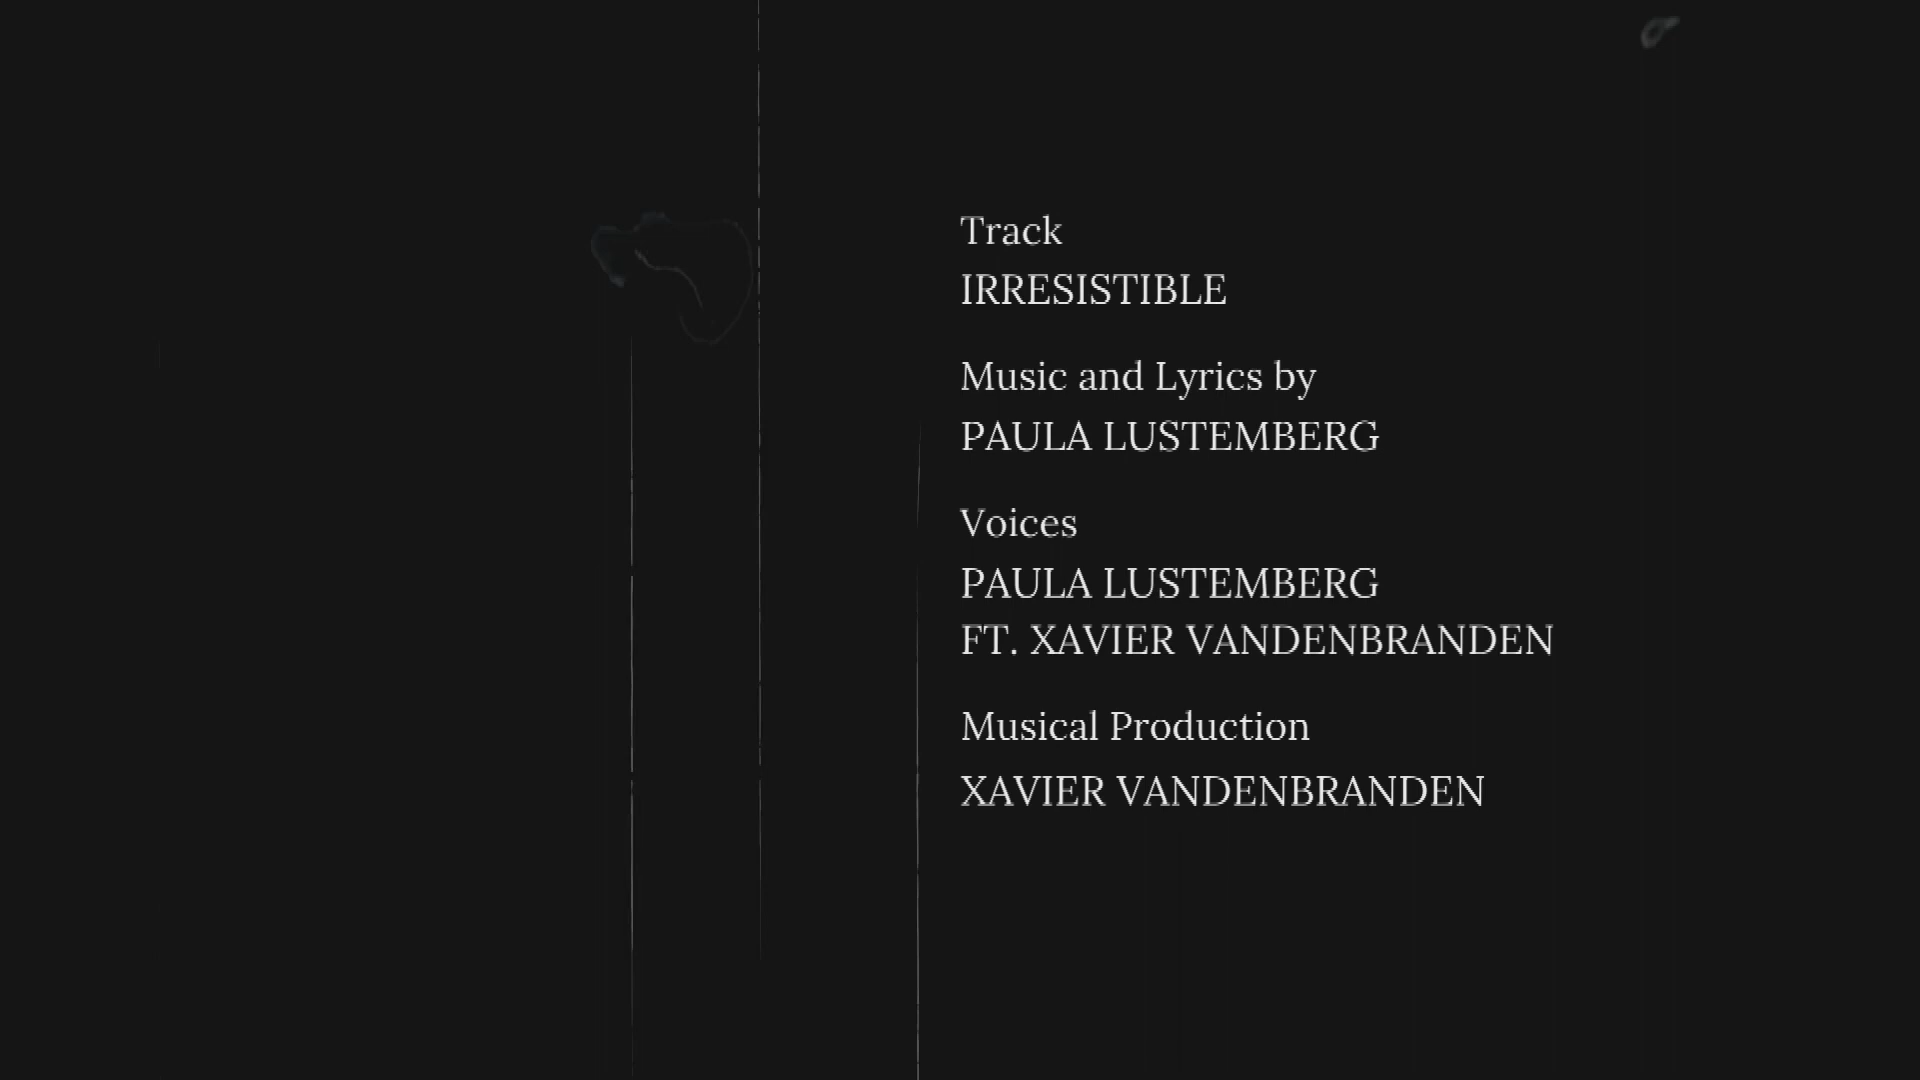 Track
IRRESISTIBLE
Music and Lyrics by
PAULA LUSTEMBERG
Voices
PAULA LUSTEMBERG
FT. XAVIER VANDENBRANDEN
Musical Production
XAVIER VANDENBRANDEN